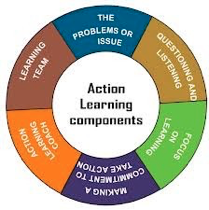 THE
PROBLEMS OR
ISSUE
QUESTIONING AND
LISTENING
FOCUS
ON
LEARNING
MAKING A
COMMITMENT TO
TAKE ACTION
ACTION
LEARNING
COACH
LEARNING
TEAM
Action
Learning
components